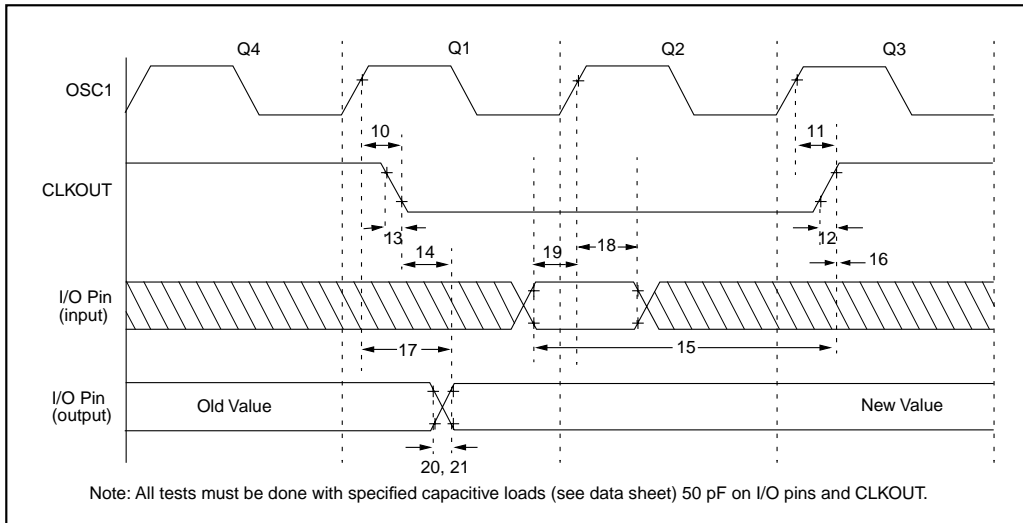 Q4 Q1 Q2 Q3
OSC1
10 11
CLKOUT
13 12
14 19 18 16
I/O Pin
(input)
17 15
I/O Pin
(output)
Old Value New Value
20, 21
Note: All tests must be done with specified capacitive loads (see data sheet) 50 pF on I/O pins and CLKOUT.